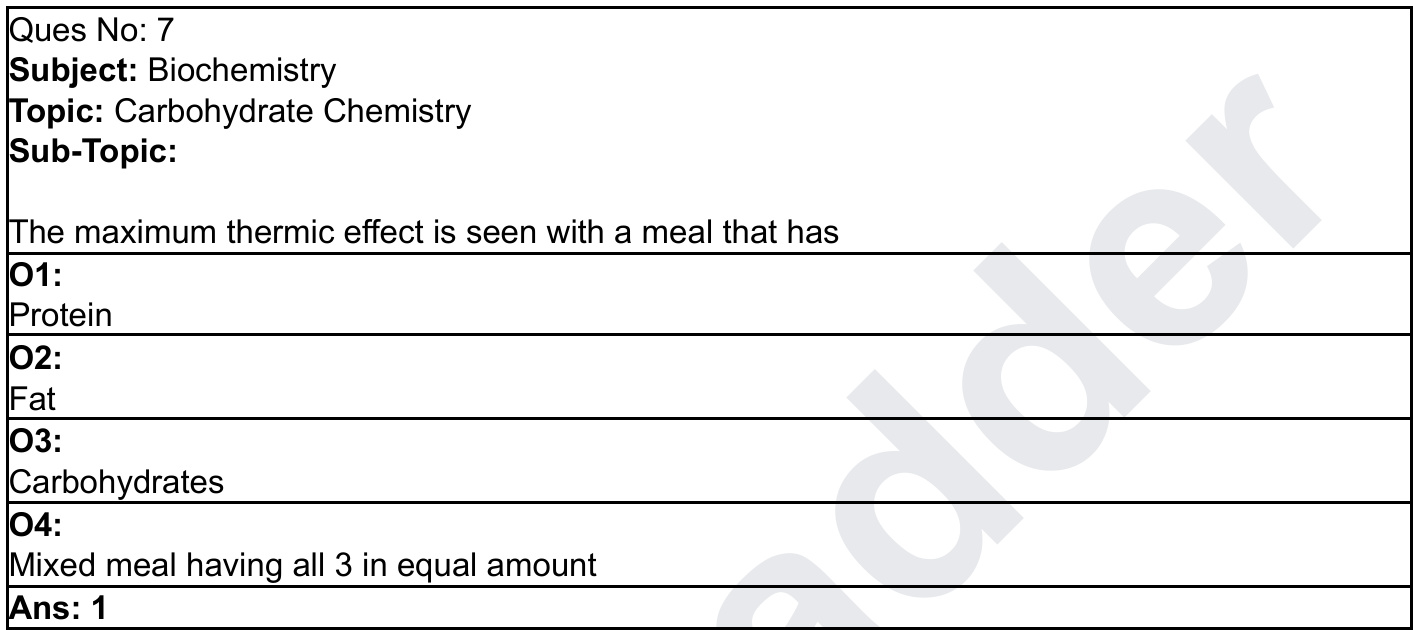 Ques No: 7
Subject: Biochemistry
Topic: Carbohydrate Chemistry
Sub-Topic:
The maximum thermic effect is seen with a meal that has
O1:
Protein
O2:
Fat
O3:
Carbohydrates
O4:
Mixed meal having all 3 in equal amount
Ans: 1
adder